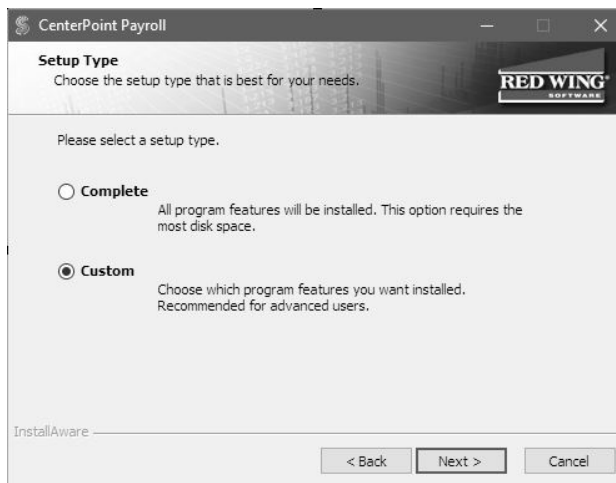 CenterPoint Payroll
Setup Type
Choose the setup type that is best for your needs.
RED WING
SOFTWARE
Please select a setup type.
Complete
All program features will be installed. This option requires the
most disk space.
Custom
Choose which program features you want installed.
Recommended for advanced users.
InstallAware
< Back Next > Cancel